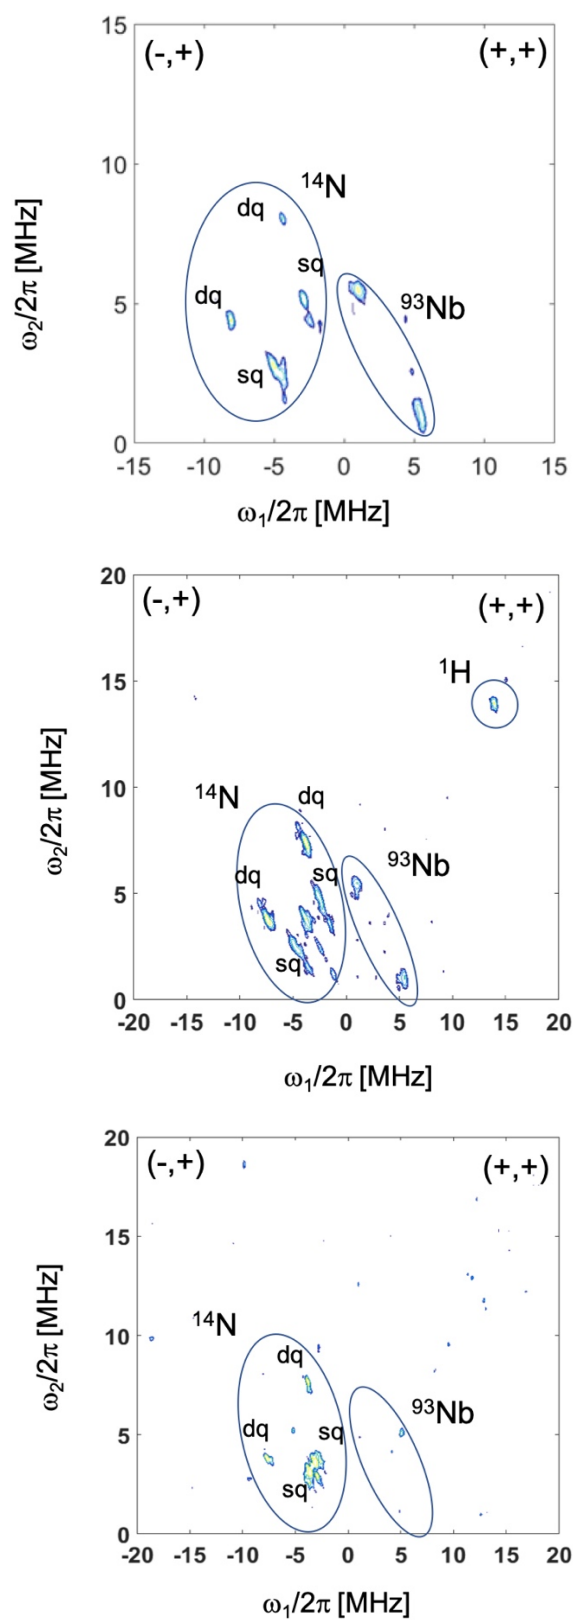 15
(-,+) (+,+)
10
¹⁴N
dq
sq
5
dq
⁹³Nb
sq
0
-15 -10 -5 0 5 10 15
ω₂/2π [MHz]
ω₁/2π [MHz]
20
(-,+) (+,+)
15
¹H
10
¹⁴N
dq
⁹³Nb
dq
sq
5
sq
0
-20 -15 -10 -5 0 5 10 15 20
ω₂/2π [MHz]
ω₁/2π [MHz]
20
(-,+) (+,+)
15
10
¹⁴N
dq
⁹³Nb
dq
sq
5
sq
0
-20 -15 -10 -5 0 5 10 15 20
ω₂/2π [MHz]
ω₁/2π [MHz]